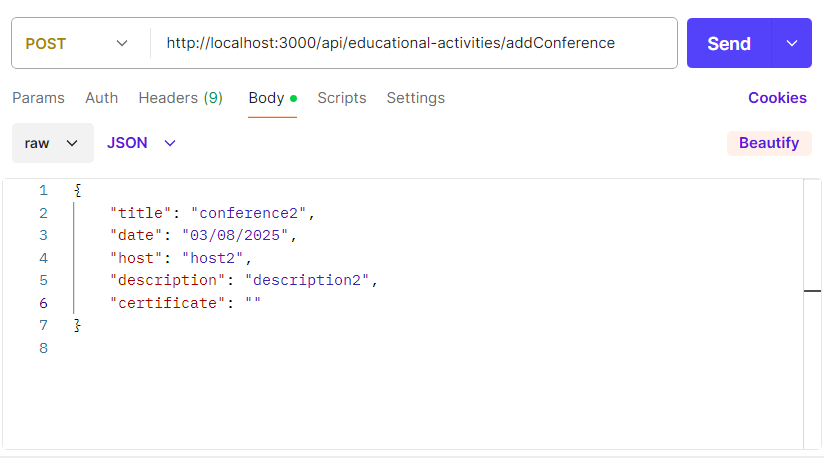 POST http://localhost:3000/api/educational-activities/addConference Send
Params Auth Headers (9) Body Scripts Settings Cookies
raw JSON Beautify
1 {
2 "title": "conference2",
3 "date": "03/08/2025",
4 "host": "host2",
5 "description": "description2",
6 "certificate": ""
7 }
8